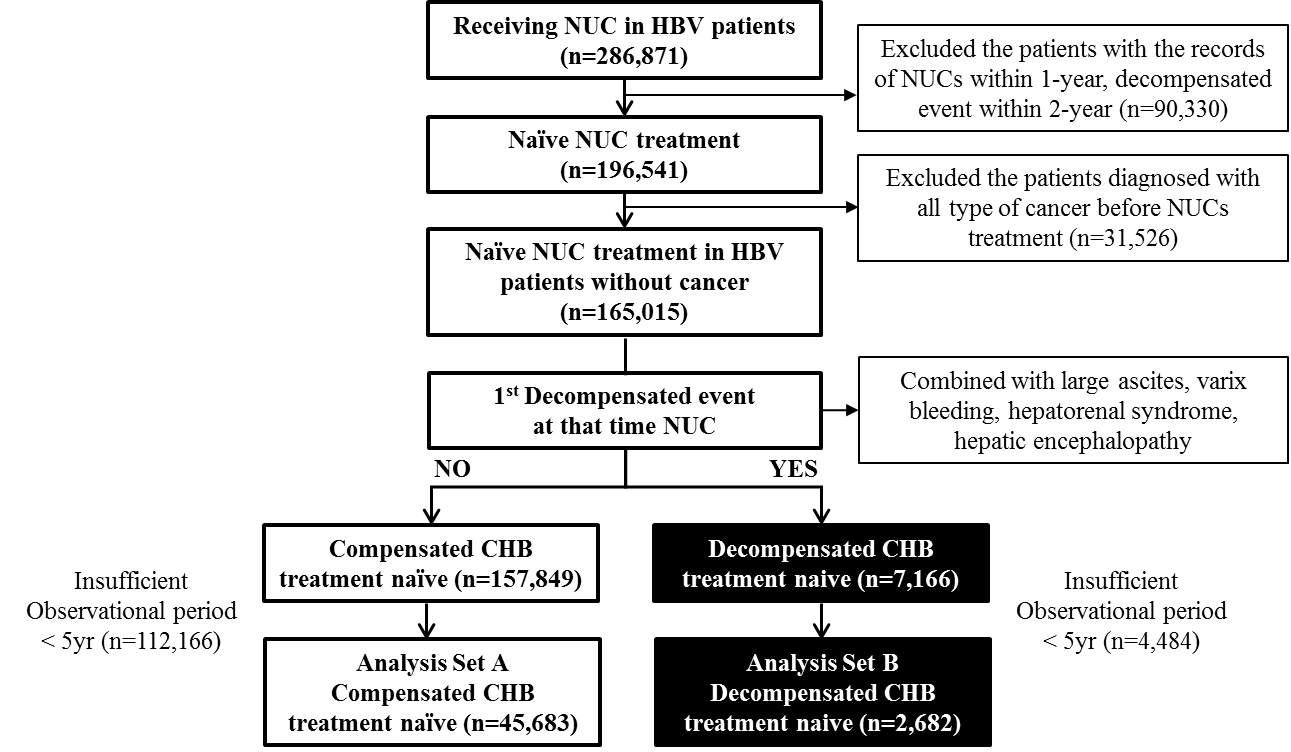 Receiving NUC in HBV patients
(n=286,871)
Excluded the patients with the records
of NUCs within 1-year, decompensated
event within 2-year (n=90,330)
Naïve NUC treatment
(n=196,541)
Excluded the patients diagnosed with
all type of cancer before NUCs
treatment (n=31,526)
Naïve NUC treatment in HBV
patients without cancer
(n=165,015)
1st Decompensated event
at that time NUC
Combined with large ascites, varix
bleeding, hepatorenal syndrome,
hepatic encephalopathy
NO
YES
Compensated CHB
treatment naïve (n=157,849)
Decompensated CHB
treatment naive (n=7,166)
Insufficient
Observational period
< 5yr (n=112,166)
Insufficient
Observational period
< 5yr (n=4,484)
Analysis Set A
Compensated CHB
treatment naïve (n=45,683)
Analysis Set B
Decompensated CHB
treatment naive (n=2,682)